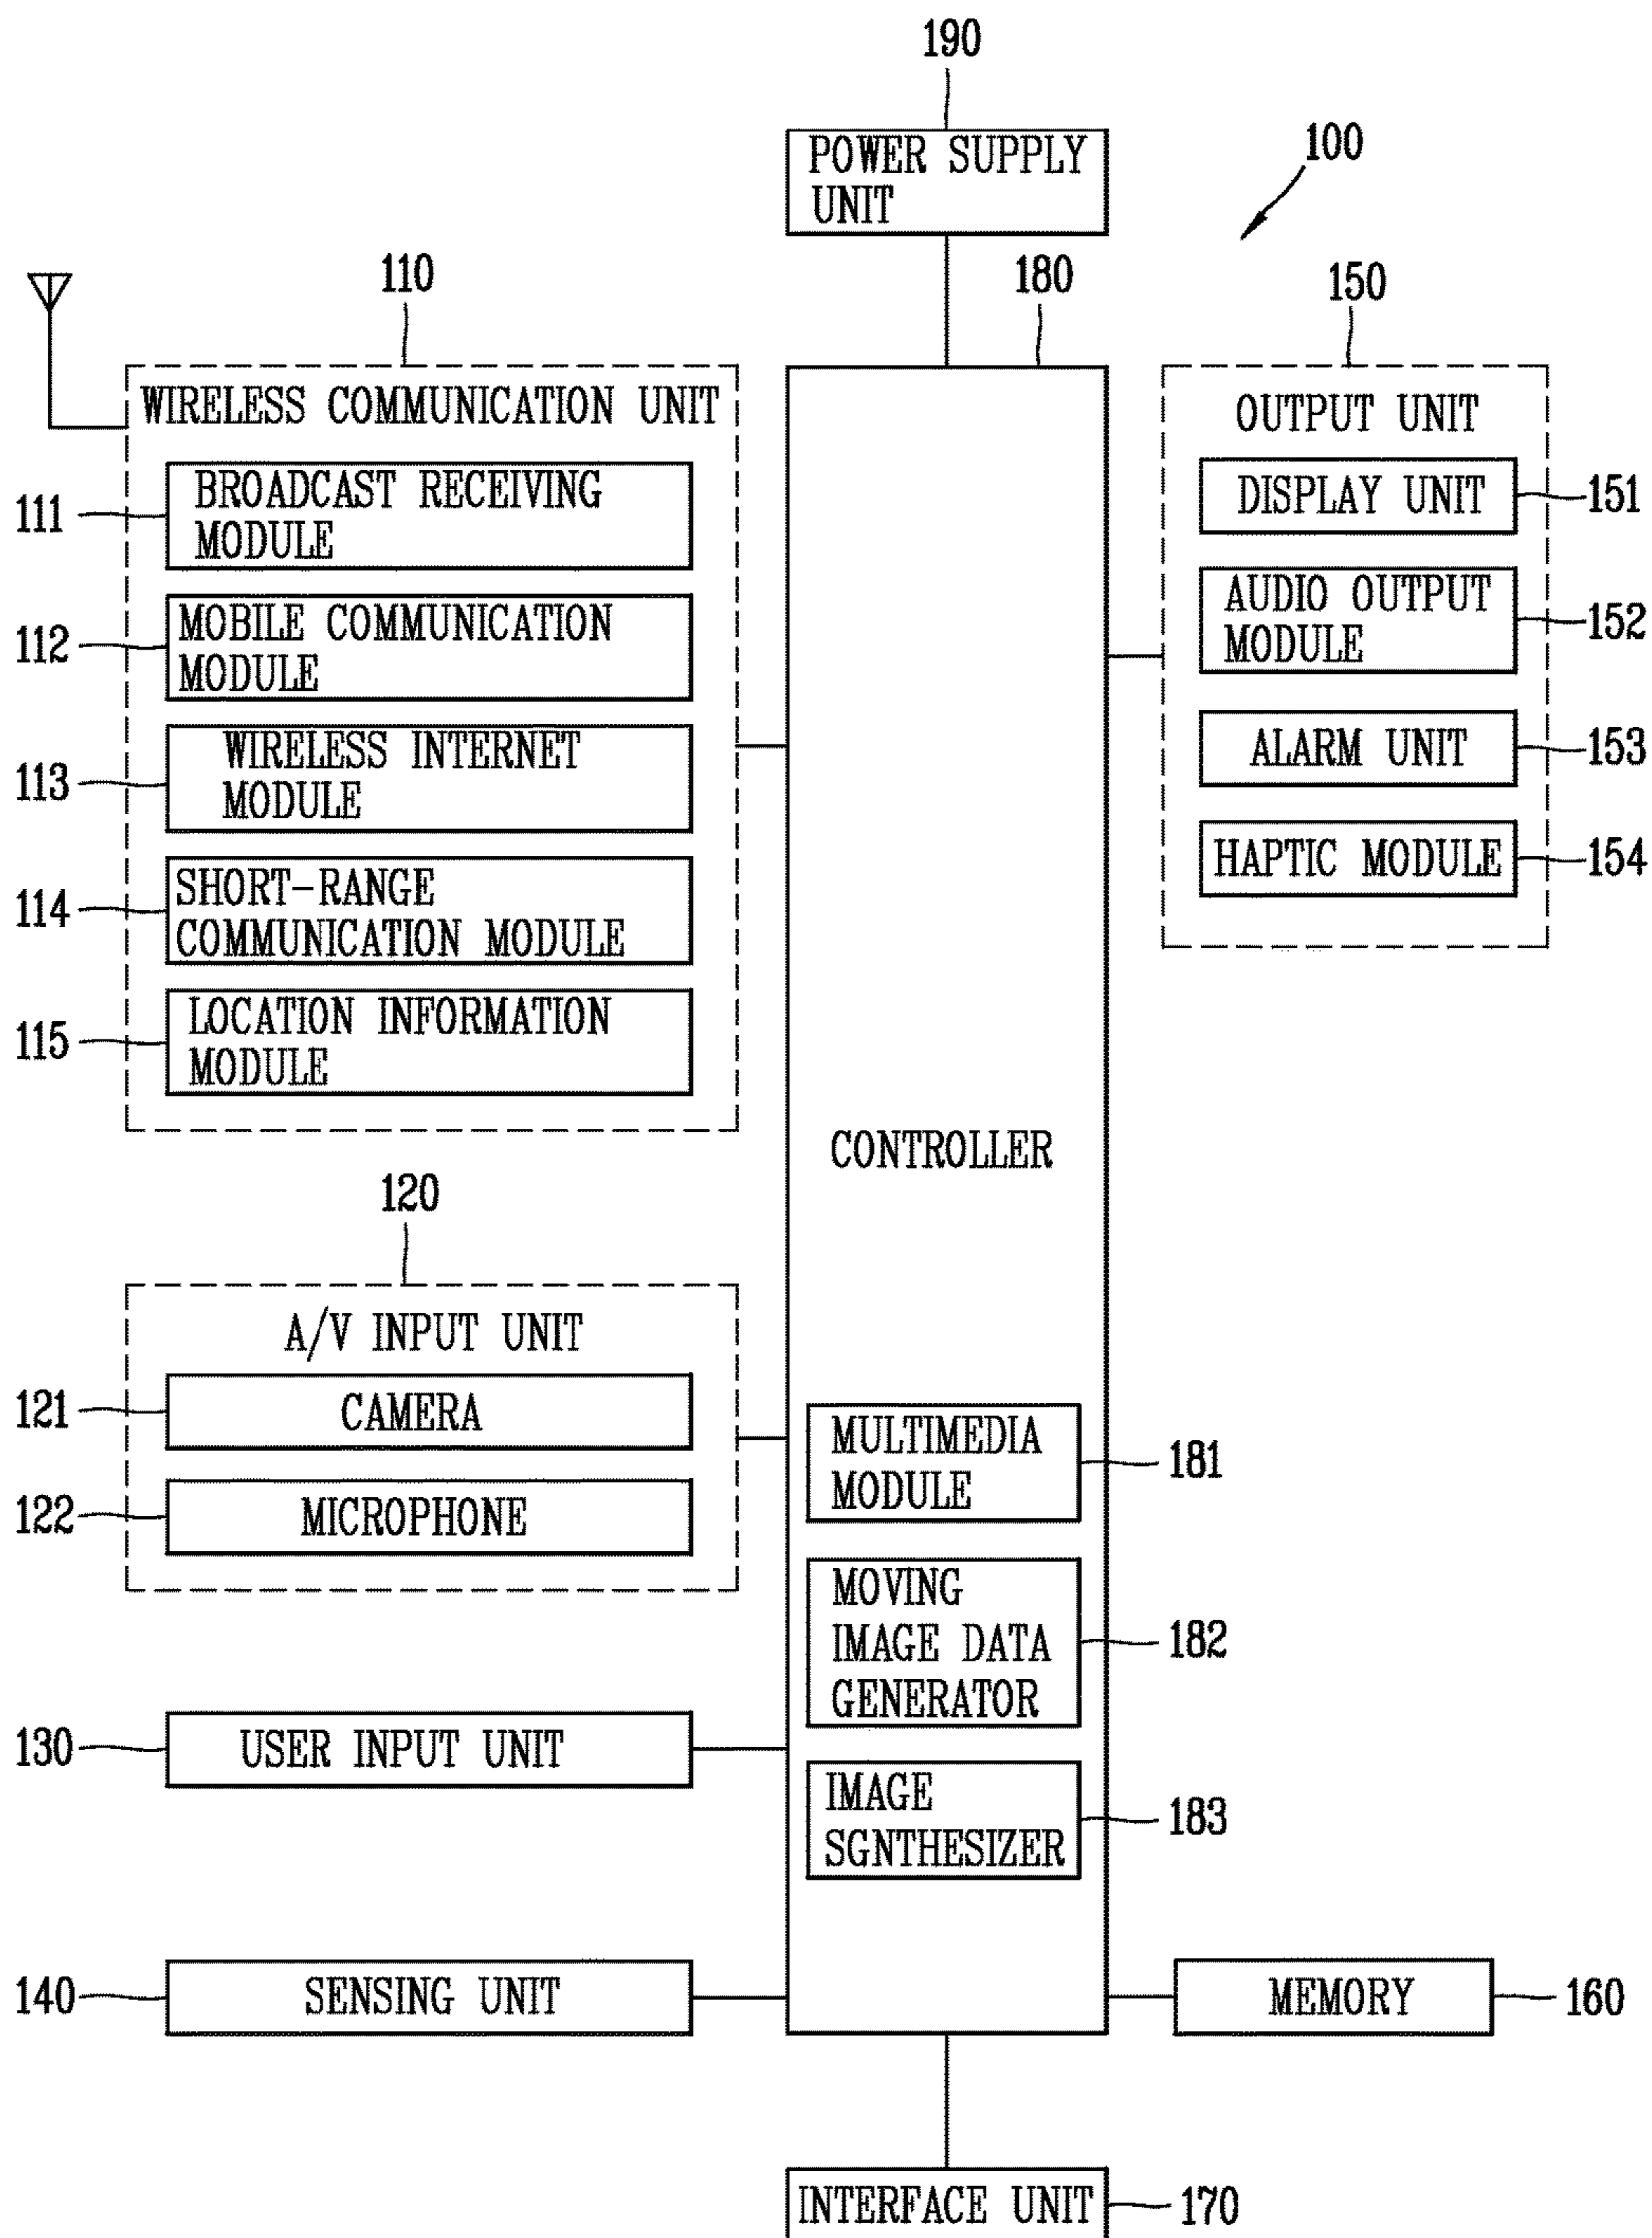 190
POWER SUPPLY
UNIT
100
110
180
150
WIRELESS COMMUNICATION UNIT
111
BROADCAST RECEIVING
MODULE
112
MOBILE COMMUNICATION
MODULE
113
WIRELESS INTERNET
MODULE
114
SHORT-RANGE
COMMUNICATION MODULE
115
LOCATION INFORMATION
MODULE
OUTPUT UNIT
DISPLAY UNIT
151
AUDIO OUTPUT
MODULE
152
ALARM UNIT
153
HAPTIC MODULE
154
CONTROLLER
120
A/V INPUT UNIT
121
CAMERA
122
MICROPHONE
MULTIMEDIA
MODULE
181
MOVING
IMAGE DATA
GENERATOR
182
130
USER INPUT UNIT
IMAGE
SGNTHESIZER
183
140
SENSING UNIT
MEMORY
160
INTERFACE UNIT
170